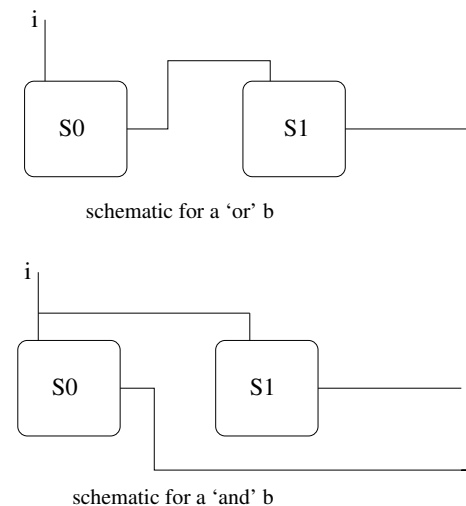 i
S0 S1
schematic for a ‘or’ b
i
S0 S1
schematic for a ‘and’ b